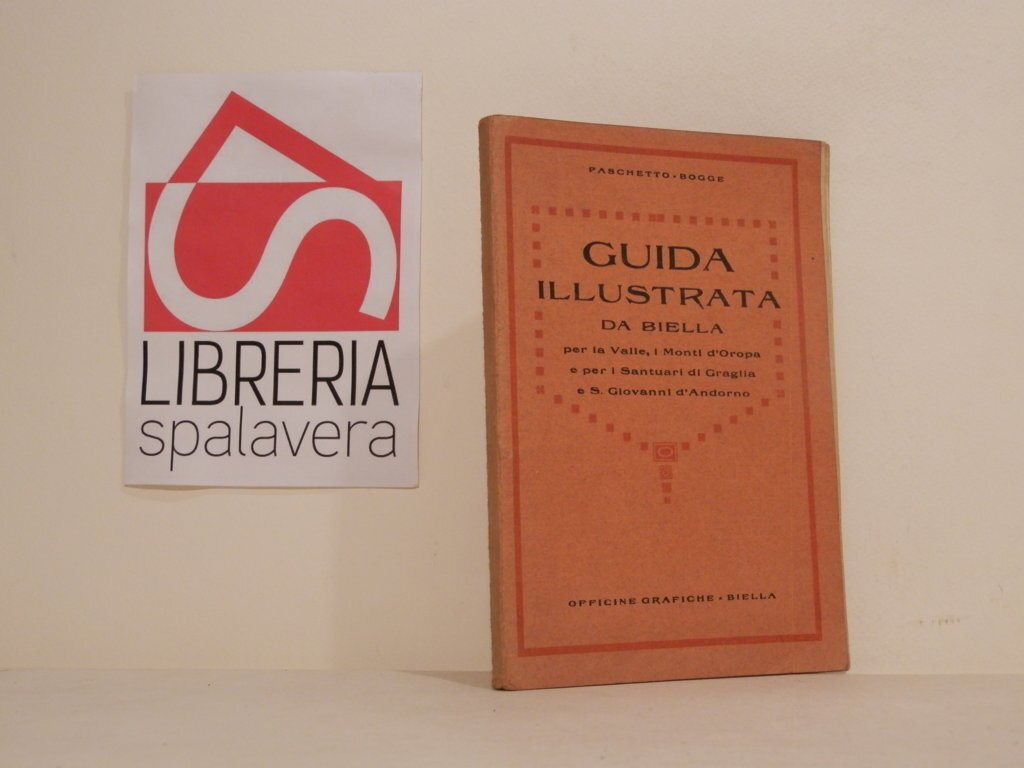 LIBRERIA
spalavera
PASCHETTO - BOGGE
GUIDA
ILLUSTRATA
DA BIELLA
per la Valle, i Monti d'Oropa
e per i Santuari di Graglia
e S. Giovanni d'Andorno
OFFICINE GRAFICHE - BIELLA